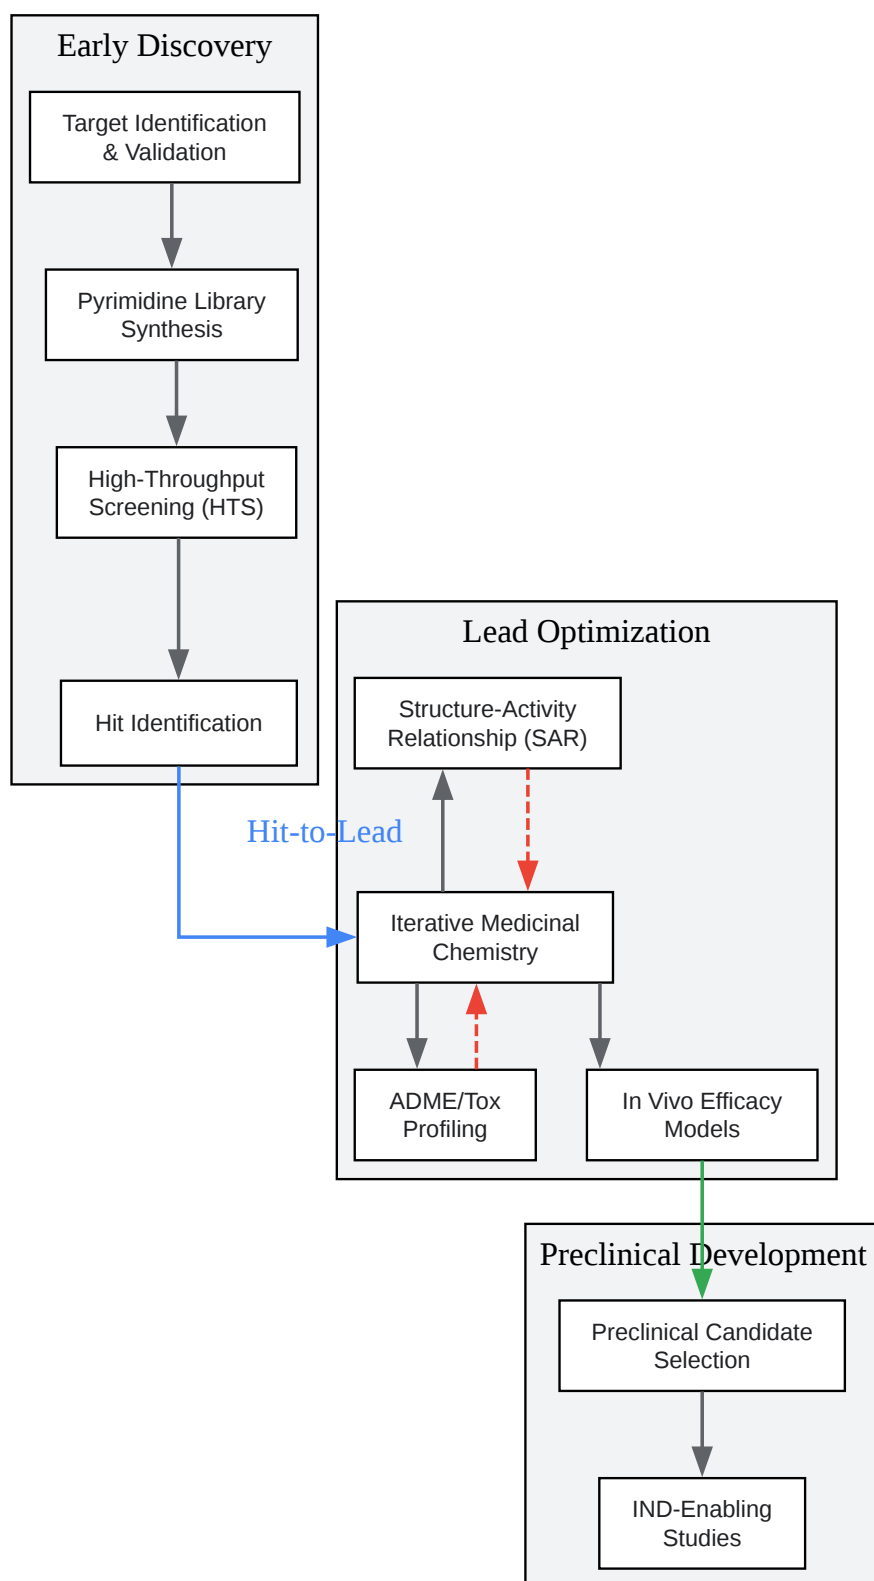 Early Discovery
Target Identification
& Validation
Pyrimidine Library
Synthesis
High-Throughput
Screening (HTS)
Hit Identification
Hit-to-Lead
Lead Optimization
Structure-Activity
Relationship (SAR)
Iterative Medicinal
Chemistry
ADME/Tox
Profiling
In Vivo Efficacy
Models
Preclinical Development
Preclinical Candidate
Selection
IND-Enabling
Studies